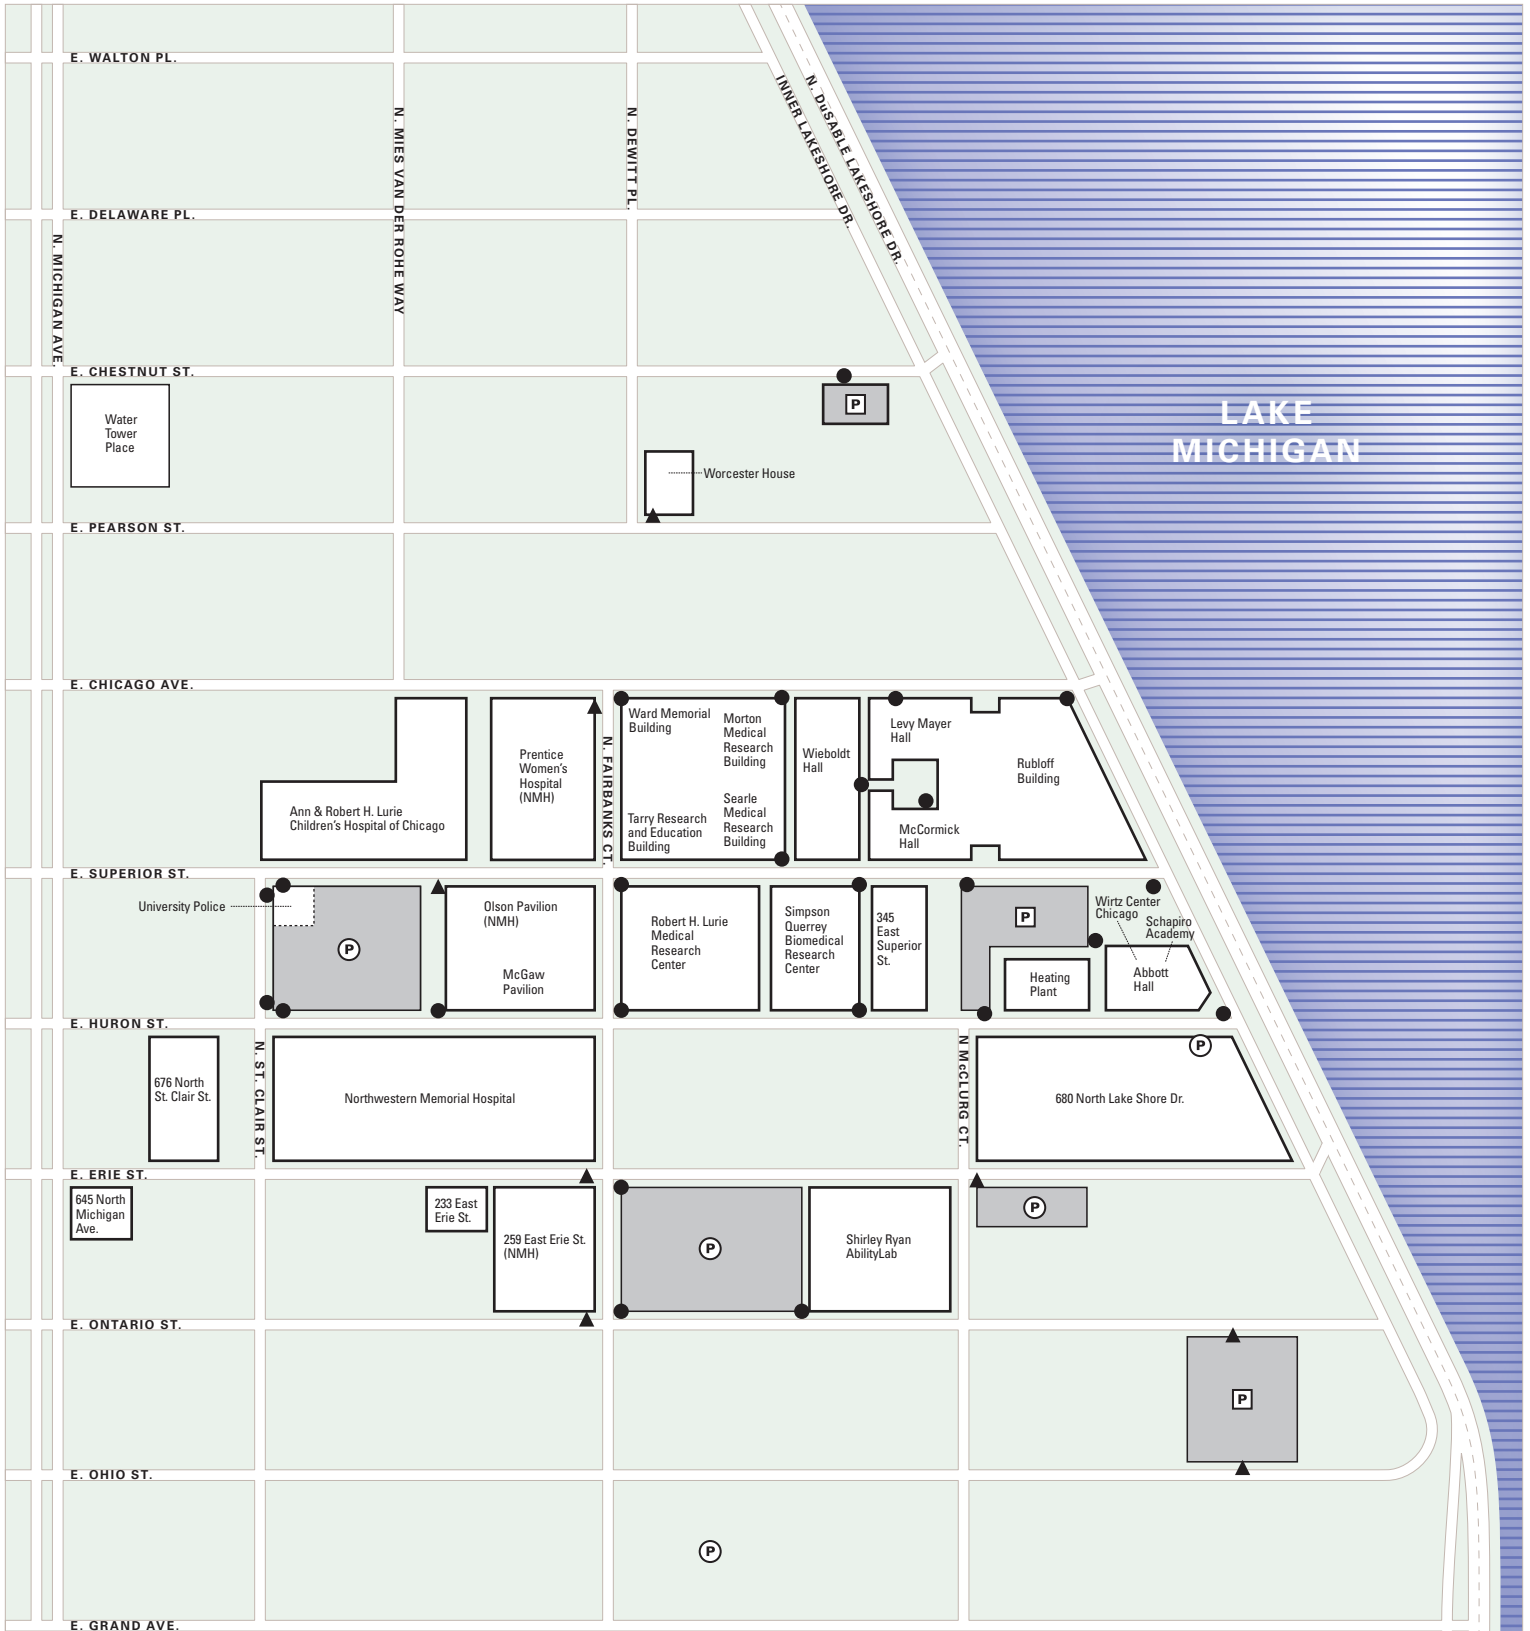 E. WALTON PL.
N. MIES VAN DER ROHE WAY
N. DEWITT PL.
INNER LAKESHORE DR.
N. DuSABLE LAKESHORE DR.
E. DELAWARE PL.
N. MICHIGAN AVE.
E. CHESTNUT ST.
P
LAKE
MICHIGAN
Water
Tower
Place
Worcester House
E. PEARSON ST.
E. CHICAGO AVE.
Ann & Robert H. Lurie
Children's Hospital of Chicago
Prentice
Women's
Hospital
(NMH)
N. FAIRBANKS CT.
Ward Memorial
Building
Morton
Medical
Research
Building
Tarry Research
and Education
Building
Searle
Medical
Research
Building
Wieboldt
Hall
Levy Mayer
Hall
McCormick
Hall
Rubloff
Building
E. SUPERIOR ST.
University Police
P
Olson Pavilion
(NMH)
McGaw
Pavilion
Robert H. Lurie
Medical
Research
Center
Simpson
Querrey
Biomedical
Research
Center
345
East
Superior
St.
P
Wirtz Center
Chicago
Schapiro
Academy
Heating
Plant
Abbott
Hall
E. HURON ST.
676 North
St. Clair St.
N. ST. CLAIR ST.
Northwestern Memorial Hospital
N McCLURG CT.
P
680 North Lake Shore Dr.
E. ERIE ST.
645 North
Michigan
Ave.
233 East
Erie St.
259 East Erie St.
(NMH)
P
Shirley Ryan
AbilityLab
P
E. ONTARIO ST.
P
E. OHIO ST.
P
E. GRAND AVE.